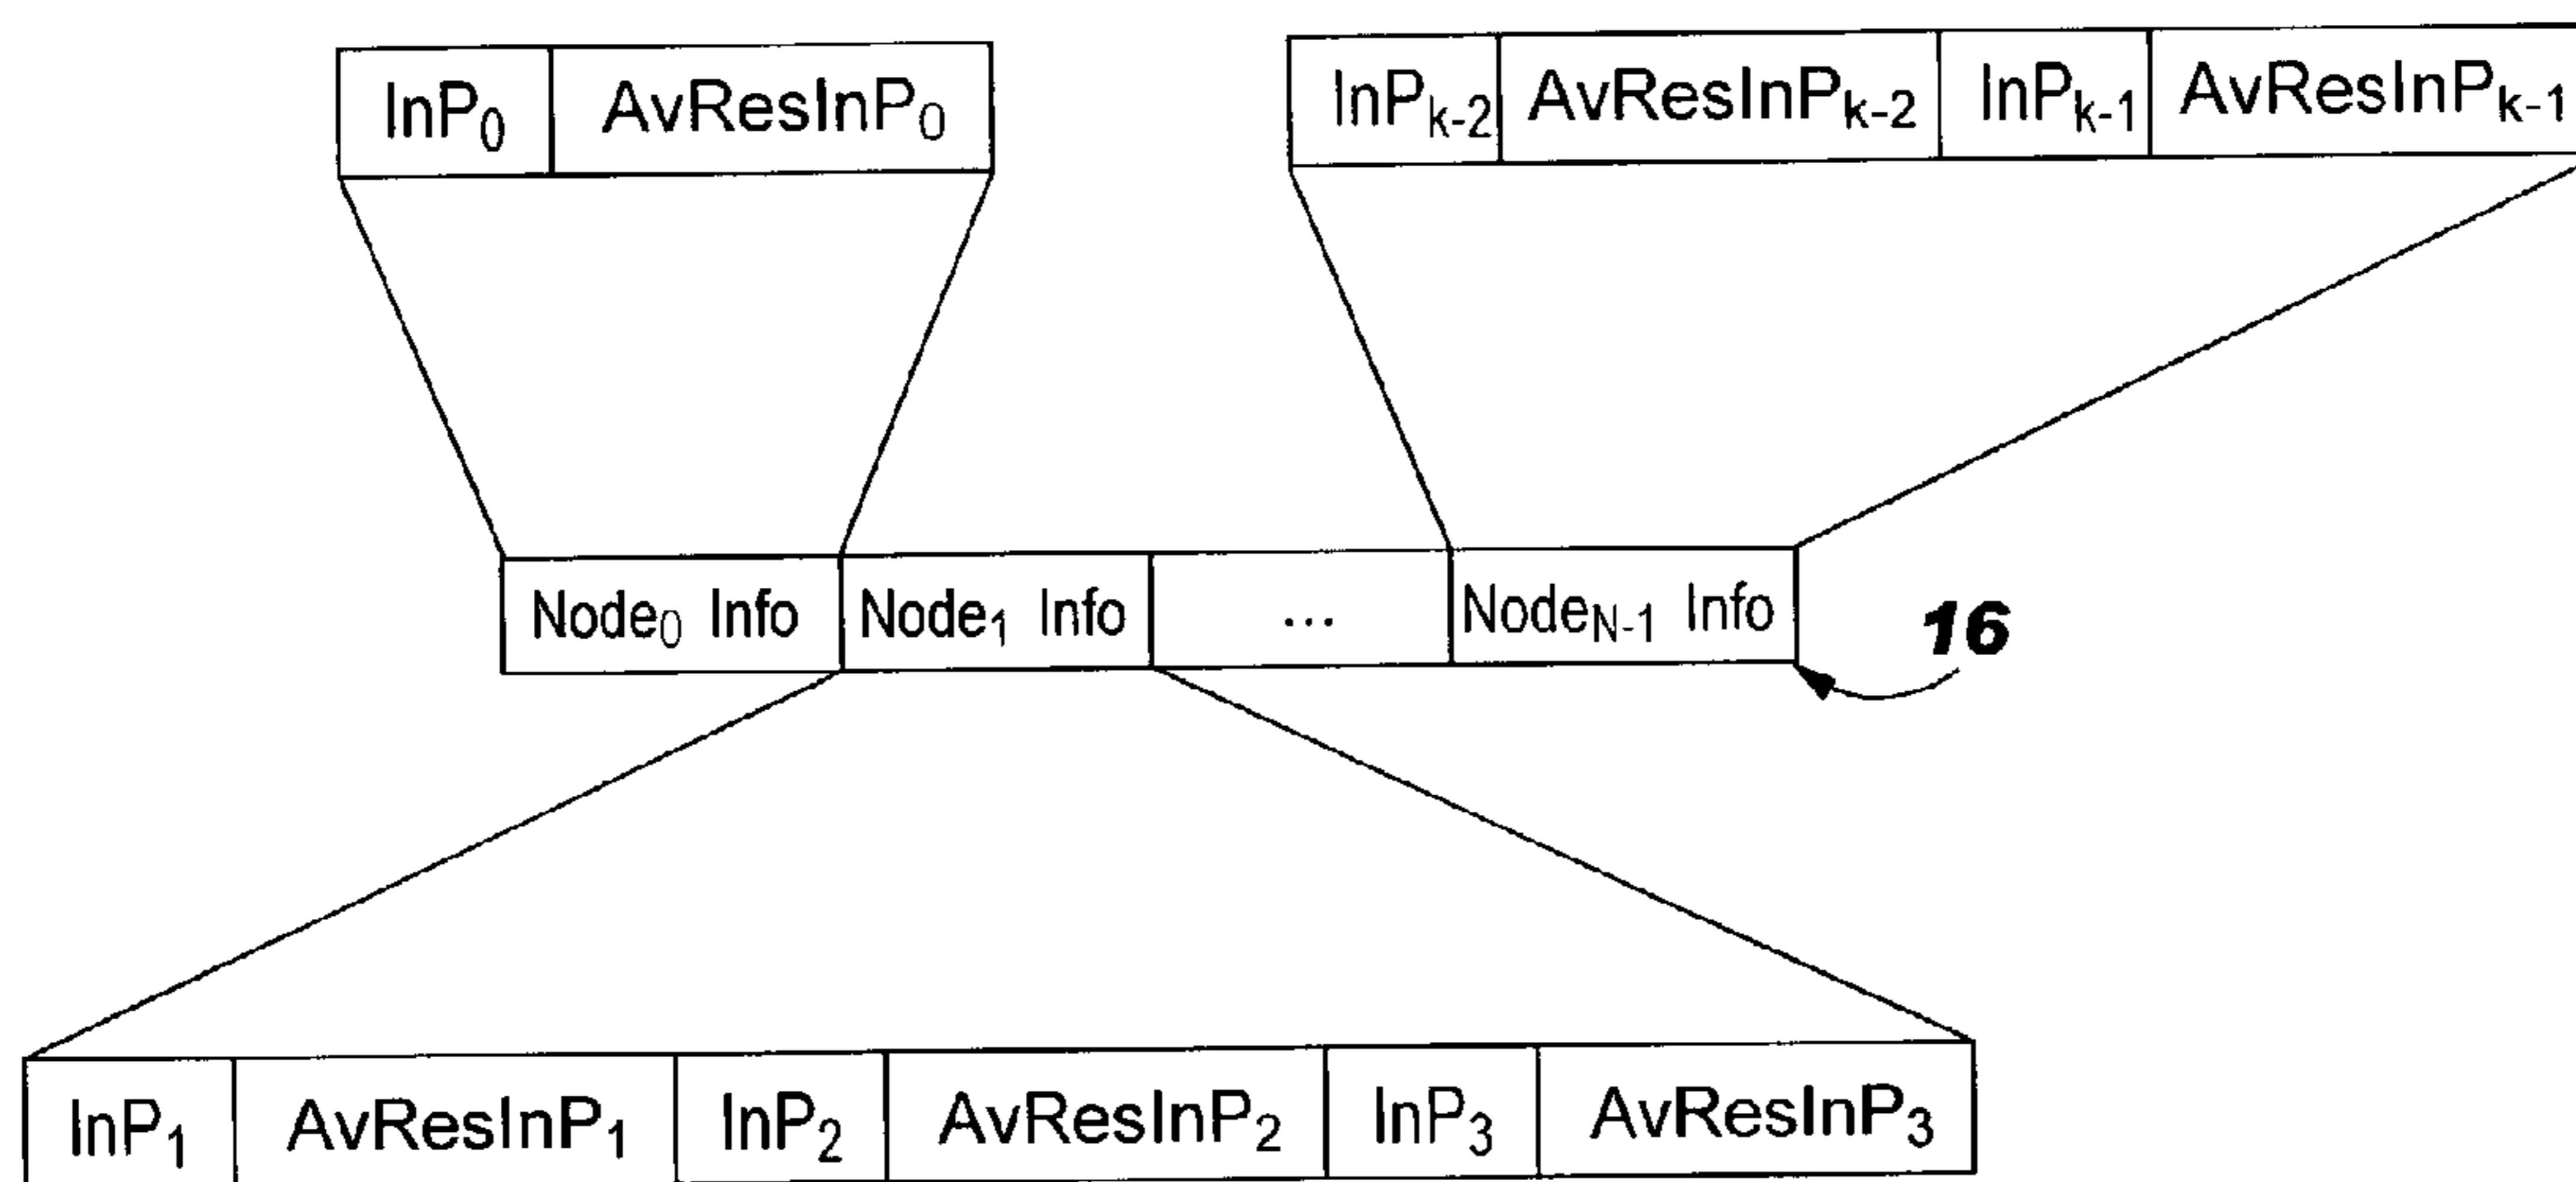 InP0 AvResInP0 InPk-2 AvResInPk-2 InPk-1 AvResInPk-1
Node0 Info Node1 Info ... NodeN-1 Info 16
InP1 AvResInP1 InP2 AvResInP2 InP3 AvResInP3